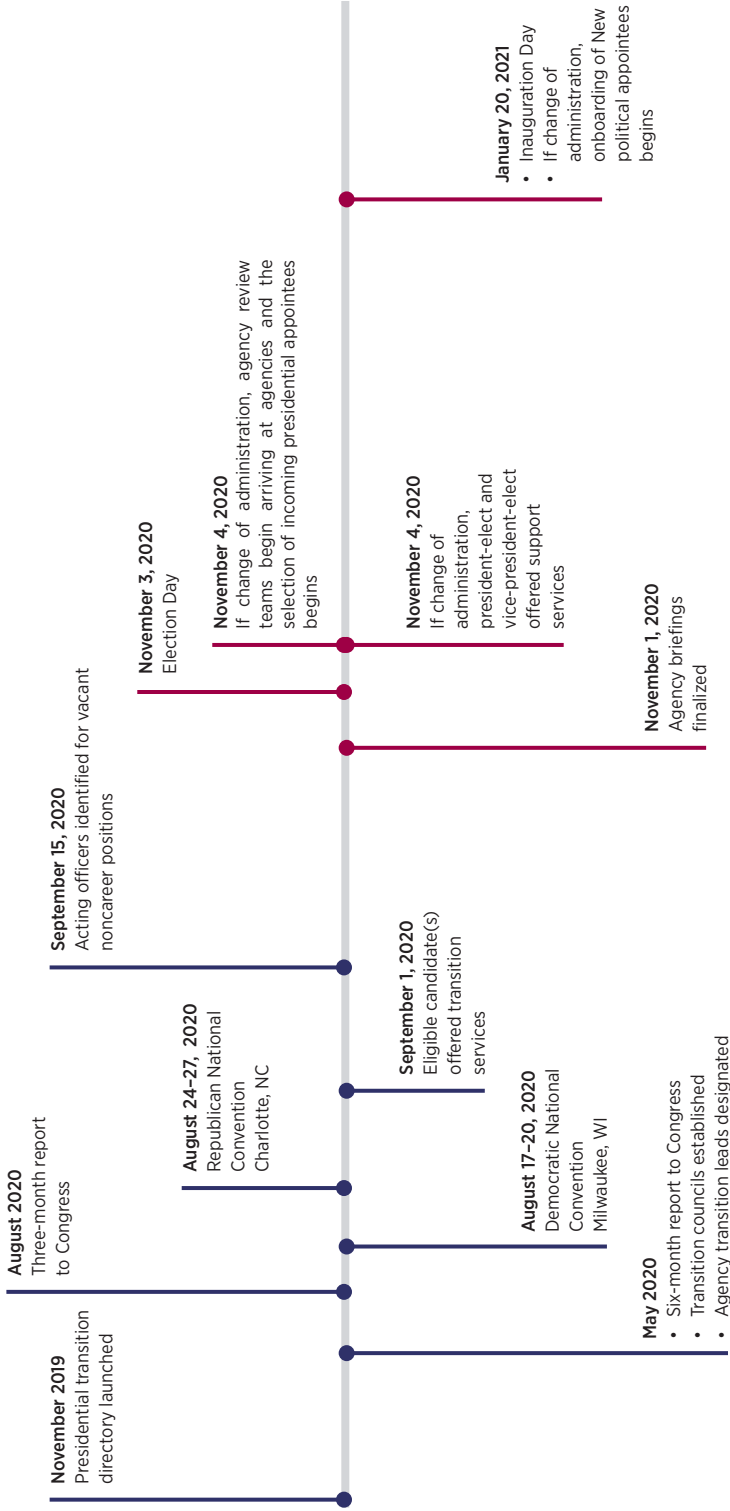 November 2019
Presidential transition
directory launched
May 2020
• Six-month report to Congress
• Transition councils established
• Agency transition leads designated
August 2020
Three-month report
to Congress
August 17–20, 2020
Democratic National
Convention
Milwaukee, WI
August 24–27, 2020
Republican National
Convention
Charlotte, NC
September 1, 2020
Eligible candidate(s)
offered transition
services
September 15, 2020
Acting officers identified for vacant
noncareer positions
November 1, 2020
Agency briefings
finalized
November 3, 2020
Election Day
November 4, 2020
If change of administration, agency review
teams begin arriving at agencies and the
selection of incoming presidential appointees
begins
November 4, 2020
If change of
administration,
president-elect and
vice-president-elect
offered support
services
January 20, 2021
• Inauguration Day
• If change of
administration,
onboarding of New
political appointees
begins